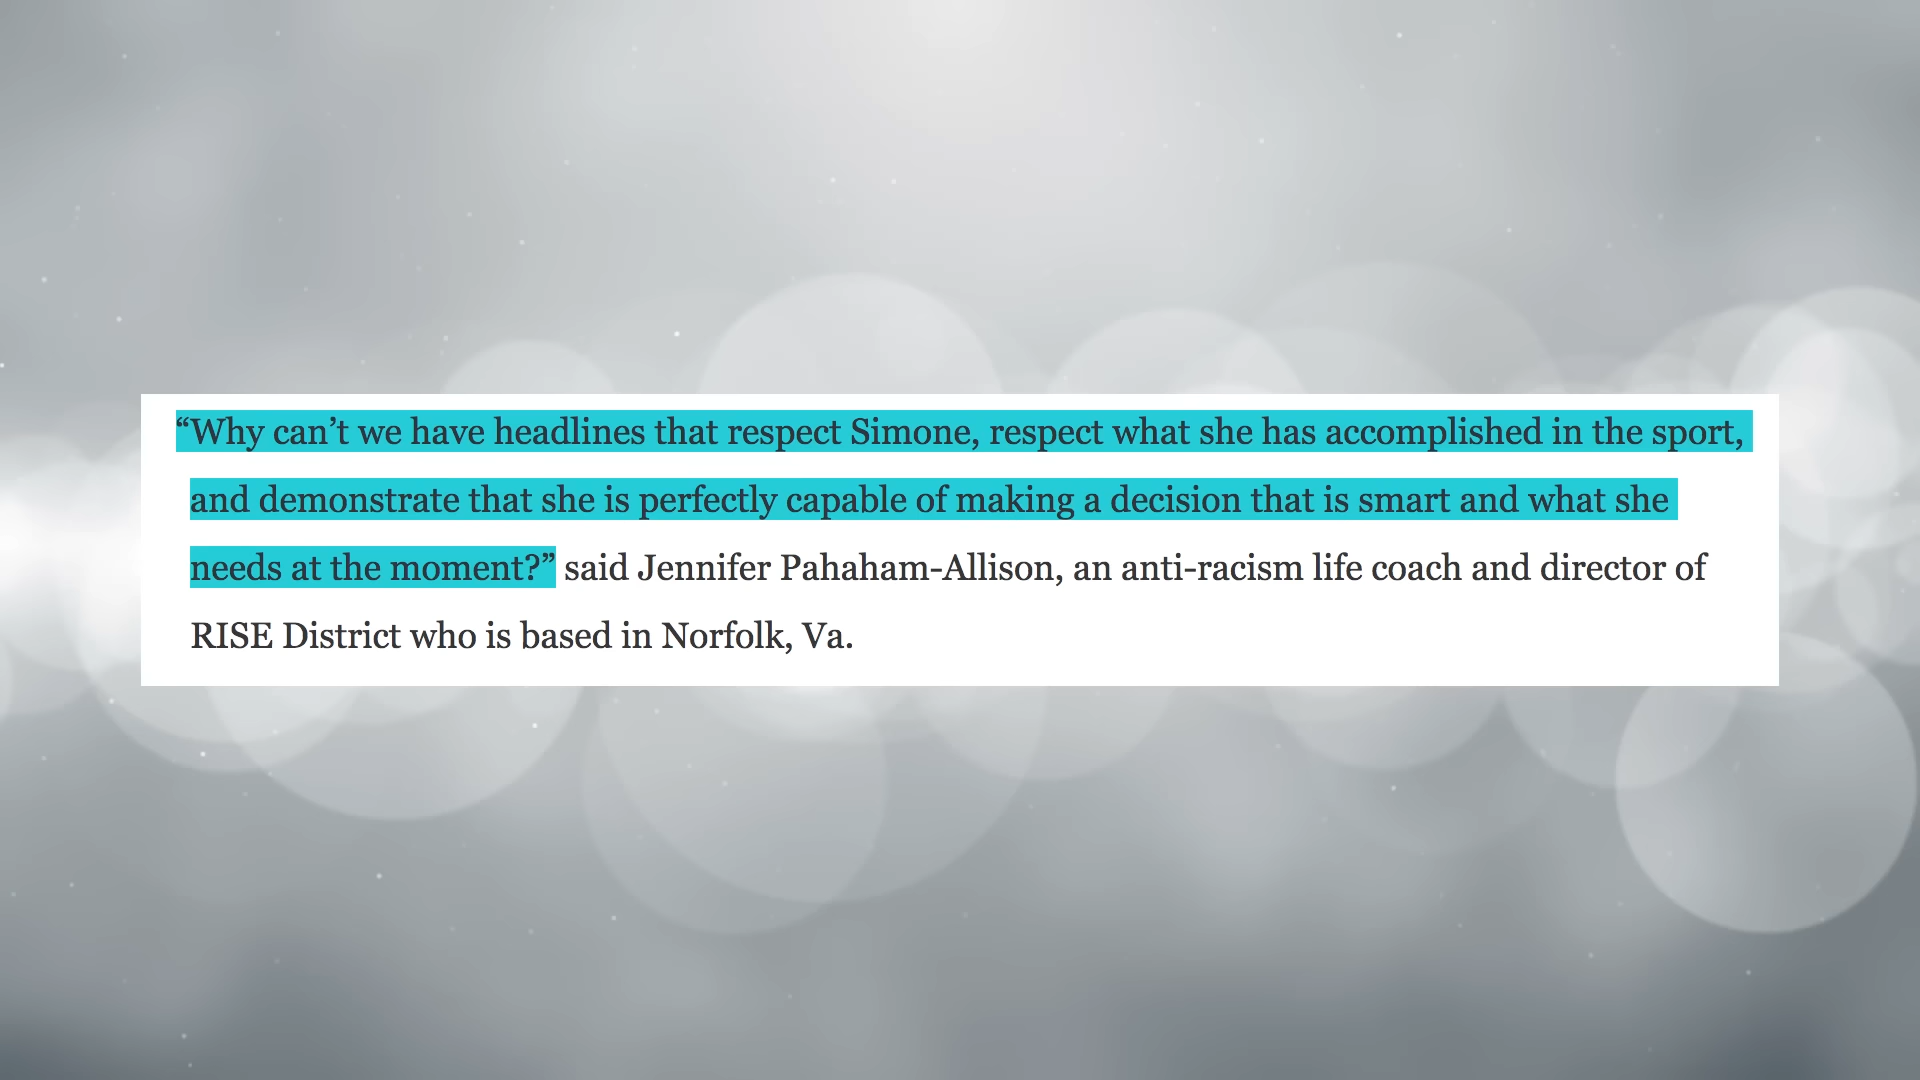 “Why can’t we have headlines that respect Simone, respect what she has accomplished in the sport,
and demonstrate that she is perfectly capable of making a decision that is smart and what she
needs at the moment?” said Jennifer Pahaham-Allison, an anti-racism life coach and director of
RISE District who is based in Norfolk, Va.